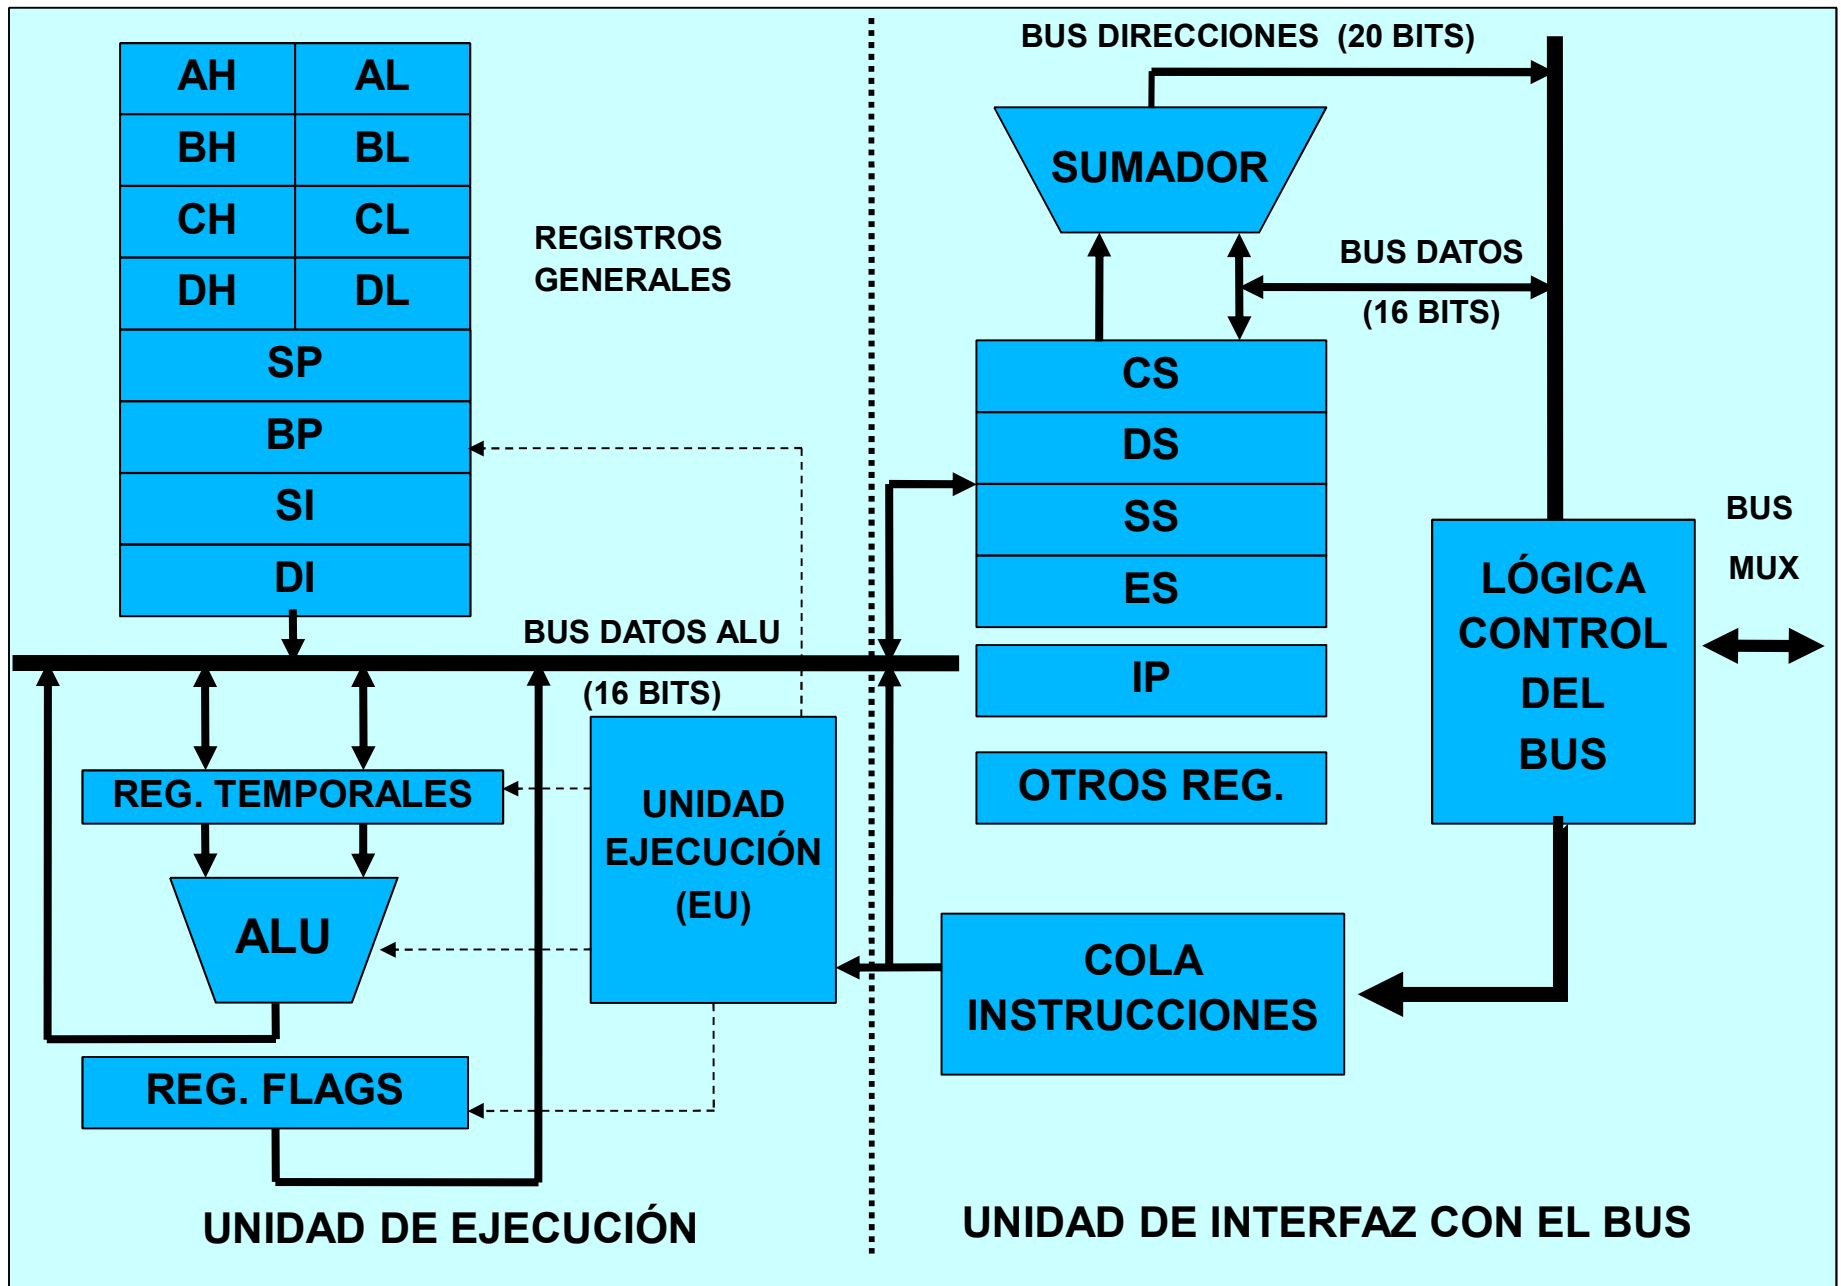 AH AL
BH BL
CH CL
DH DL
SP
BP
SI
DI
REGISTROS
GENERALES
BUS DATOS ALU
(16 BITS)
REG. TEMPORALES
ALU
REG. FLAGS
UNIDAD
EJECUCIÓN
(EU)
UNIDAD DE EJECUCIÓN
BUS DIRECCIONES (20 BITS)
SUMADOR
BUS DATOS
(16 BITS)
CS
DS
SS
ES
IP
OTROS REG.
LÓGICA
CONTROL
DEL
BUS
BUS
MUX
COLA
INSTRUCCIONES
UNIDAD DE INTERFAZ CON EL BUS